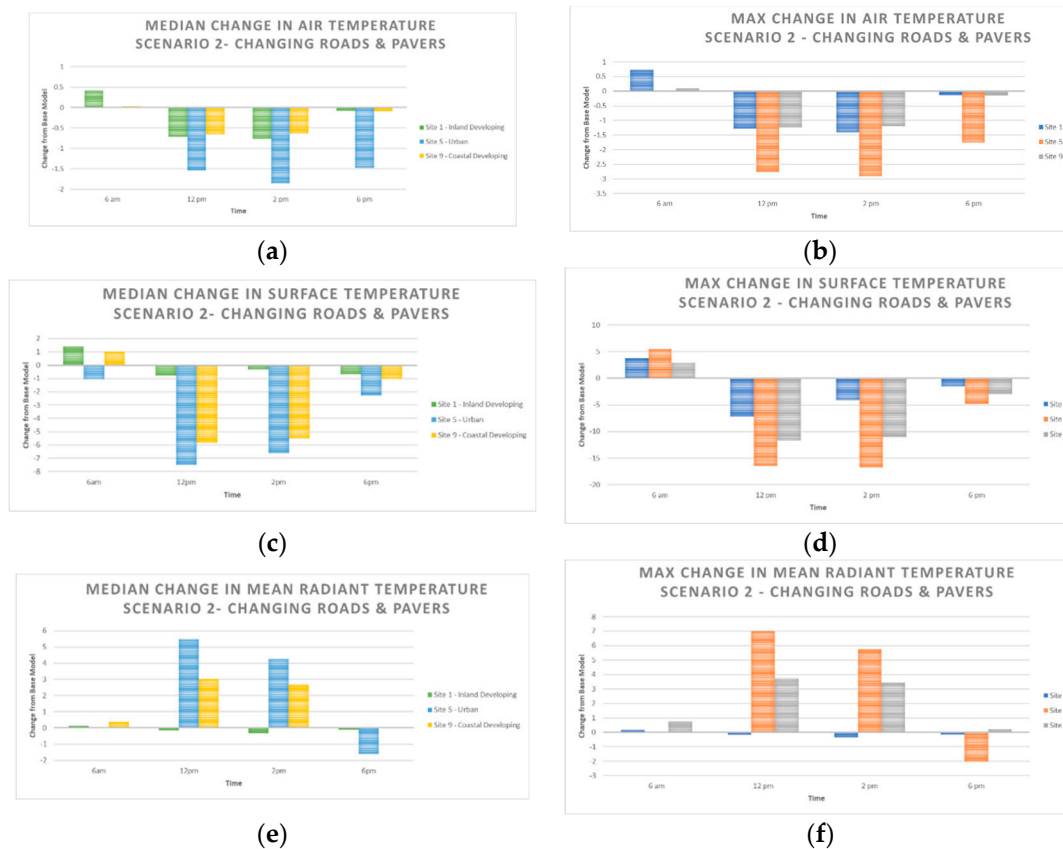 MEDIAN CHANGE IN AIR TEMPERATURE
SCENARIO 2- CHANGING ROADS & PAVERS
Change from Base Model
1
0.5
0
-0.5
-1
-1.5
-2
6 am
12 pm
2 pm
6 pm
Time
Site 1 - Inland Developing
Site 5 - Urban
Site 9 - Coastal Developing
(a)
MAX CHANGE IN AIR TEMPERATURE
SCENARIO 2 - CHANGING ROADS & PAVERS
Change from Base Model
1
0.5
0
-0.5
-1
-1.5
-2
-2.5
-3
-3.5
6 am
12 pm
2 pm
6 pm
Time
Site 1
Site 5
Site 9
(b)
MEDIAN CHANGE IN SURFACE TEMPERATURE
SCENARIO 2- CHANGING ROADS & PAVERS
Change from Base Model
2
1
0
-1
-2
-3
-4
-5
-6
-7
-8
6am
12pm
2pm
6pm
Time
Site 1 - Inland Developing
Site 5 - Urban
Site 9 - Coastal Developing
(c)
MAX CHANGE IN SURFACE TEMPERATURE
SCENARIO 2 - CHANGING ROADS & PAVERS
Change from Base Model
10
5
0
-5
-10
-15
-20
6 am
12 pm
2 pm
6 pm
Time
Site
Site
Site
(d)
MEDIAN CHANGE IN MEAN RADIANT TEMPERATURE
SCENARIO 2- CHANGING ROADS & PAVERS
Change from Base Model
6
5
4
3
2
1
0
-1
-2
6am
12pm
2pm
6pm
Time
Site 1 - Inland Developing
Site 5 - Urban
Site 9 - Coastal Developing
(e)
MAX CHANGE IN MEAN RADIANT TEMPERATURE
SCENARIO 2 - CHANGING ROADS & PAVERS
Change from Base Model
8
7
6
5
4
3
2
1
0
-1
-2
-3
6 am
12 pm
2 pm
6 pm
Time
Site
Site
Site
(f)